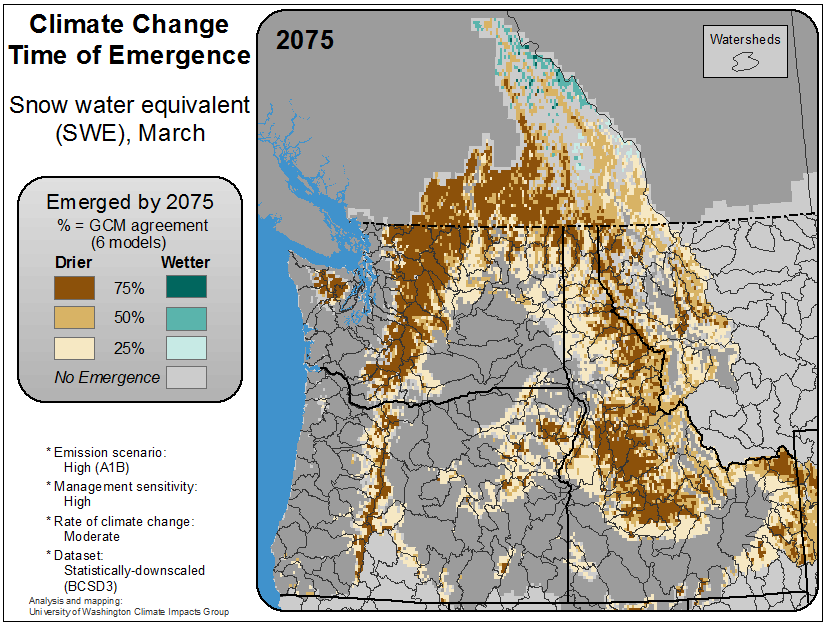 Climate Change
Time of Emergence
Snow water equivalent
(SWE), March
Emerged by 2075
% = GCM agreement
(6 models)
Drier Wetter
75%
50%
25%
No Emergence
* Emission scenario:
High (A1B)
* Management sensitivity:
High
* Rate of climate change:
Moderate
* Dataset:
Statistically-downscaled
(BCSD3)
Analysis and mapping:
University of Washington Climate Impacts Group
2075
Watersheds